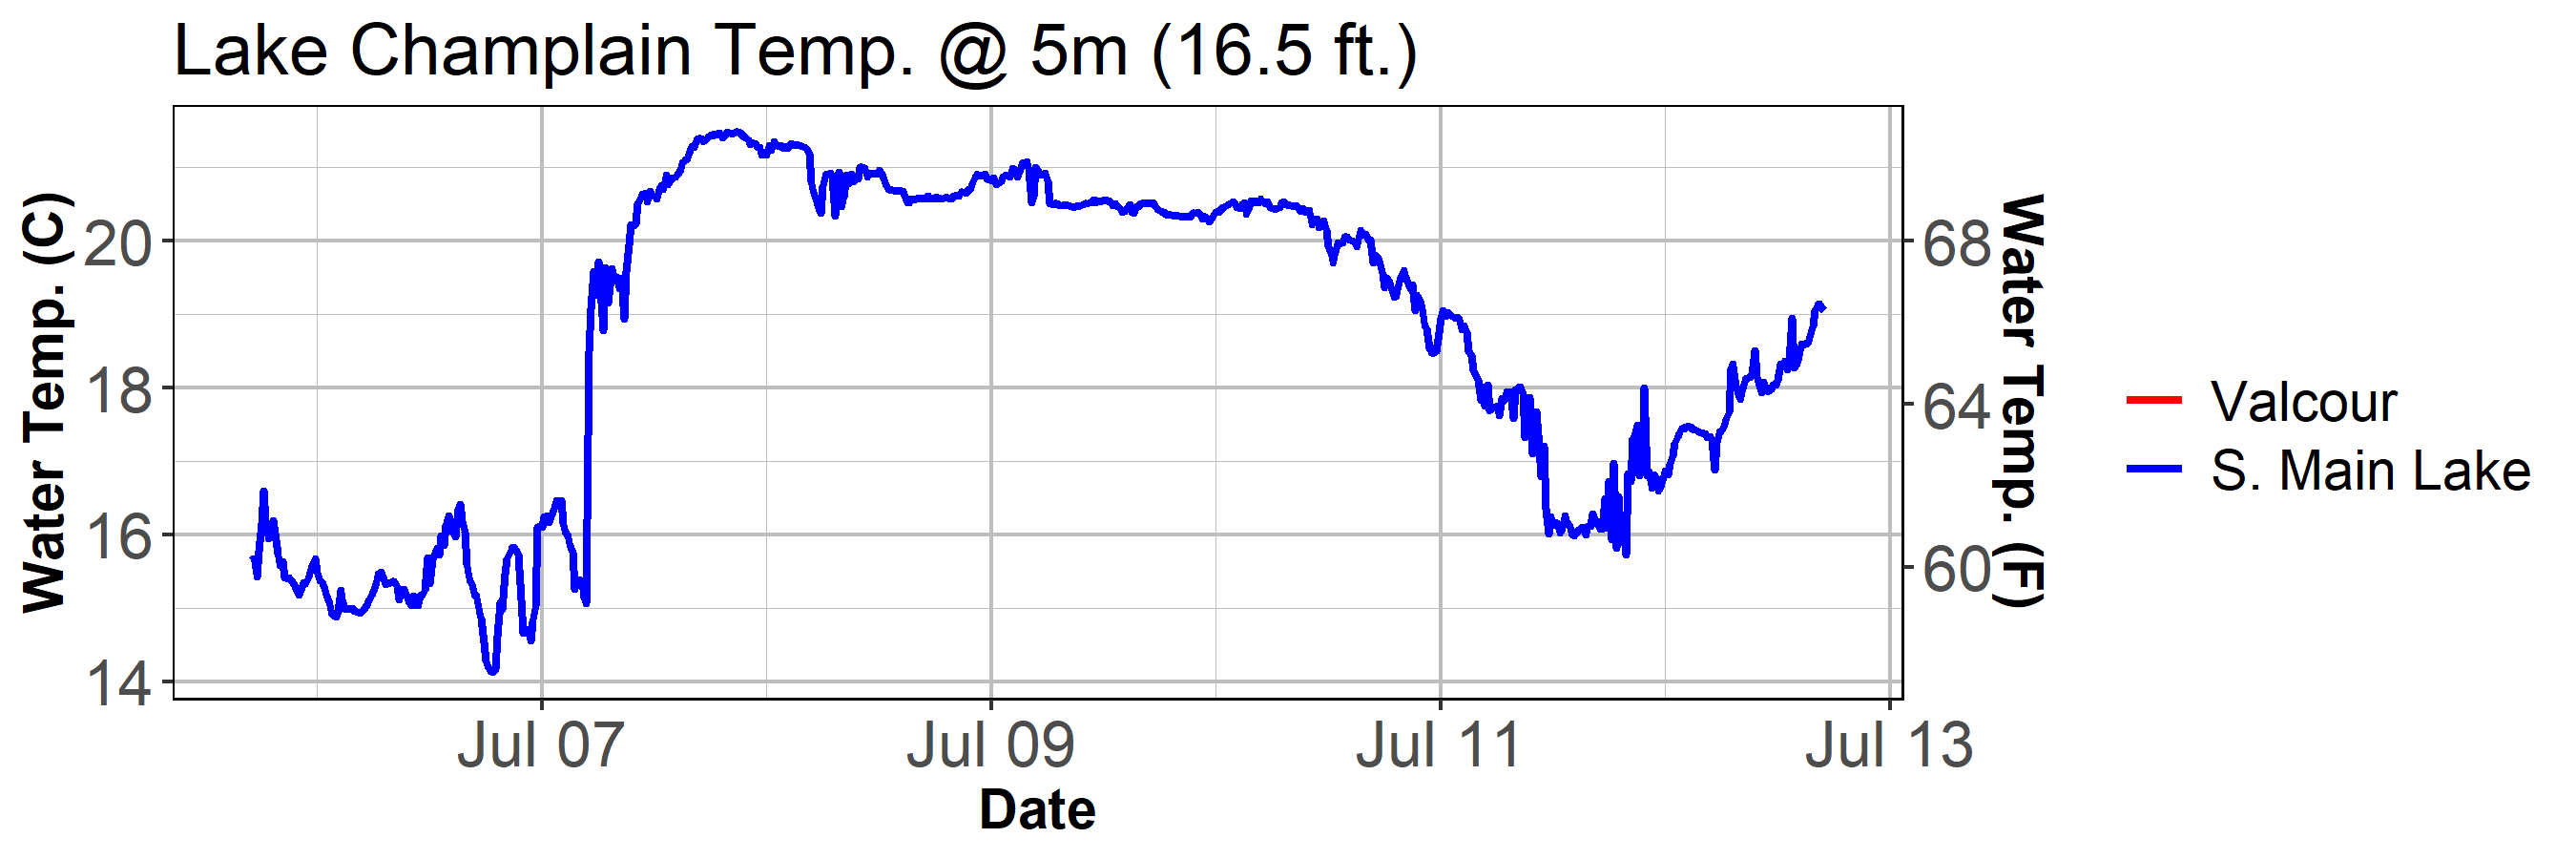 Lake Champlain Temp. @ 5m (16.5 ft.)
Water Temp. (C)
20
18
16
14
68
64
60
Water Temp. (F)
Jul 07
Jul 09
Jul 11
Jul 13
Date
Valcour
S. Main Lake